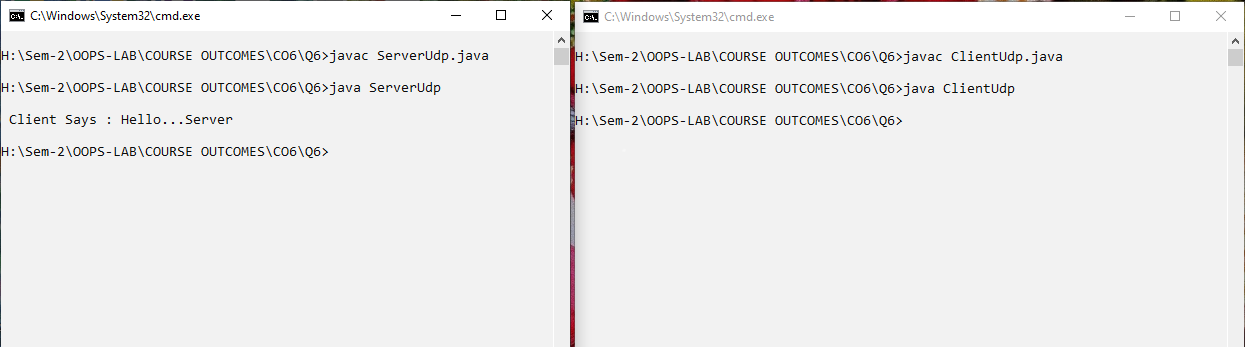 C:\Windows\System32\cmd.exe
H:\Sem-2\OOPS-LAB\COURSE OUTCOMES\CO6\Q6>javac ServerUdp.java
H:\Sem-2\OOPS-LAB\COURSE OUTCOMES\CO6\Q6>java ServerUdp
Client Says : Hello...Server
H:\Sem-2\OOPS-LAB\COURSE OUTCOMES\CO6\Q6>
C:\Windows\System32\cmd.exe
H:\Sem-2\OOPS-LAB\COURSE OUTCOMES\CO6\Q6>javac ClientUdp.java
H:\Sem-2\OOPS-LAB\COURSE OUTCOMES\CO6\Q6>java ClientUdp
H:\Sem-2\OOPS-LAB\COURSE OUTCOMES\CO6\Q6>